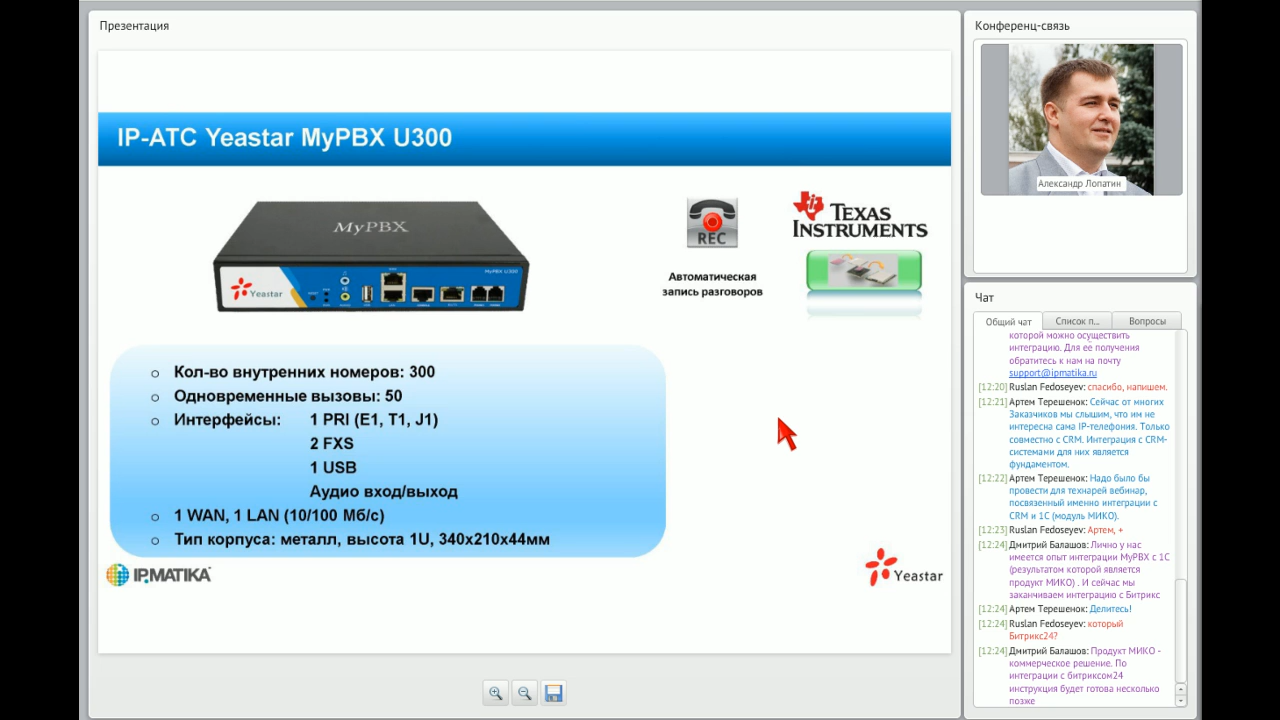 Презентация
IP-АТС Yeastar MyPBX U300
MyPBX
Yeastar
MyPBX U300
REC
Автоматическая
запись разговоров
TEXAS
INSTRUMENTS
Кол-во внутренних номеров: 300
Одновременные вызовы: 50
Интерфейсы: 1 PRI (E1, T1, J1)
2 FXS
1 USB
Аудио вход/выход
1 WAN, 1 LAN (10/100 Мб/с)
Тип корпуса: металл, высота 1U, 340x210x44мм
IPMATIKA
Yeastar
Конференц-связь
Александр Лопатин
Чат
Общий чат
Список п...
Вопросы
которой можно осуществить
интеграцию. Для ее получения
обратитесь к нам на почту
support@ipmatika.ru
[12:20] Ruslan Fedoseyev: спасибо, напишем.
[12:21] Артем Терешенок: Сейчас от многих
Заказчиков мы слышим, что им не
интересна сама IP-телефония. Только
совместно с CRM. Интеграция с CRM-
системами для них является
фундаментом.
[12:22] Артем Терешенок: Надо было бы
провести для технарей вебинар,
посвязенный именно интеграции с
CRM и 1С (модуль МИКО).
[12:23] Ruslan Fedoseyev: Артем, +
[12:24] Дмитрий Балашов: Лично у нас
имеется опыт интеграции MyPBX с 1С
(результатом которой является
продукт МИКО) . И сейчас мы
заканчиваем интеграцию с Битрикс
[12:24] Артем Терешенок: Делитесь!
[12:24] Ruslan Fedoseyev: который
Битрикс24?
[12:24] Дмитрий Балашов: Продукт МИКО -
коммерческое решение. По
интеграции с битриксом24
инструкция будет готова несколько
позже